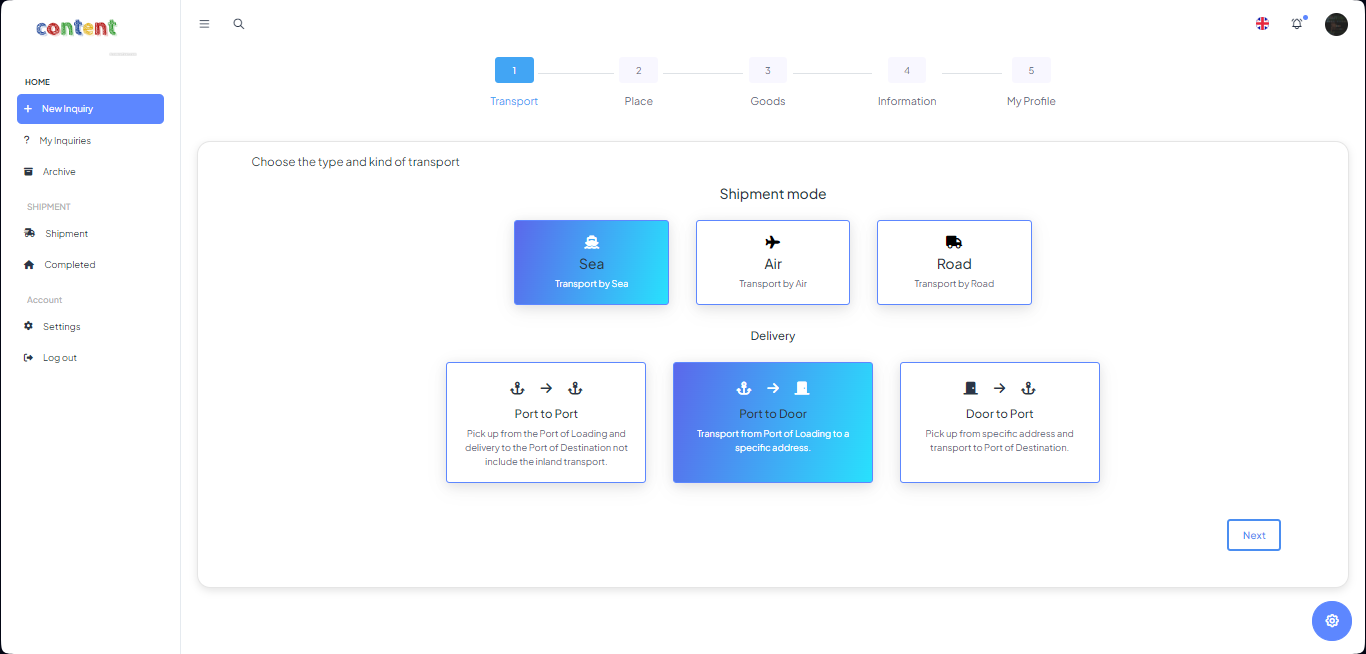 content
HOME
New Inquiry
? My Inquiries
Archive
SHIPMENT
Shipment
Completed
Account
Settings
Log out
1 2 3 4 5
Transport Place Goods Information My Profile
Choose the type and kind of transport
Shipment mode
Sea
Transport by Sea
Air
Transport by Air
Road
Transport by Road
Delivery
Port to Port
Pick up from the Port of Loading and
delivery to the Port of Destination not
include the inland transport.
Port to Door
Transport from Port of Loading to a
specific address.
Door to Port
Pick up from specific address and
transport to Port of Destination.
Next